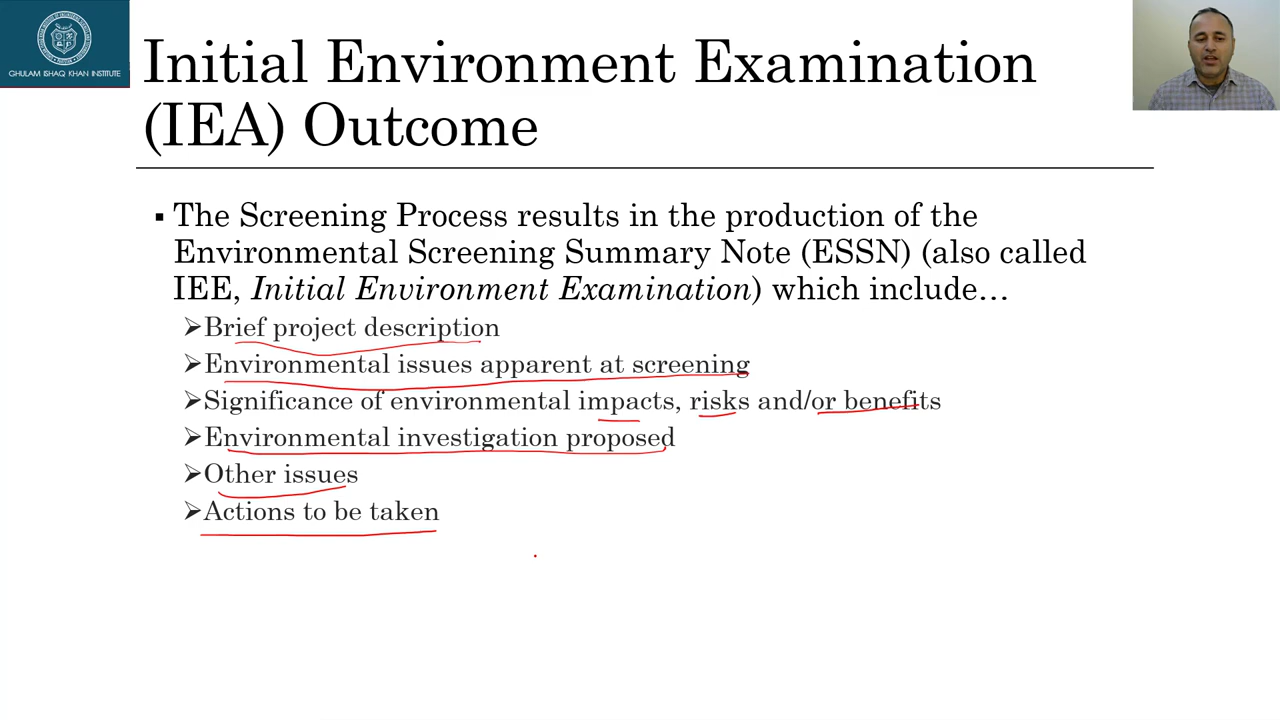 GHULAM ISHAQ KHAN INSTITUTE
Initial Environment Examination
(IEA) Outcome
▪ The Screening Process results in the production of the
Environmental Screening Summary Note (ESSN) (also called
IEE, Initial Environment Examination) which include…
➢Brief project description
➢Environmental issues apparent at screening
➢Significance of environmental impacts, risks and/or benefits
➢Environmental investigation proposed
➢Other issues
➢Actions to be taken